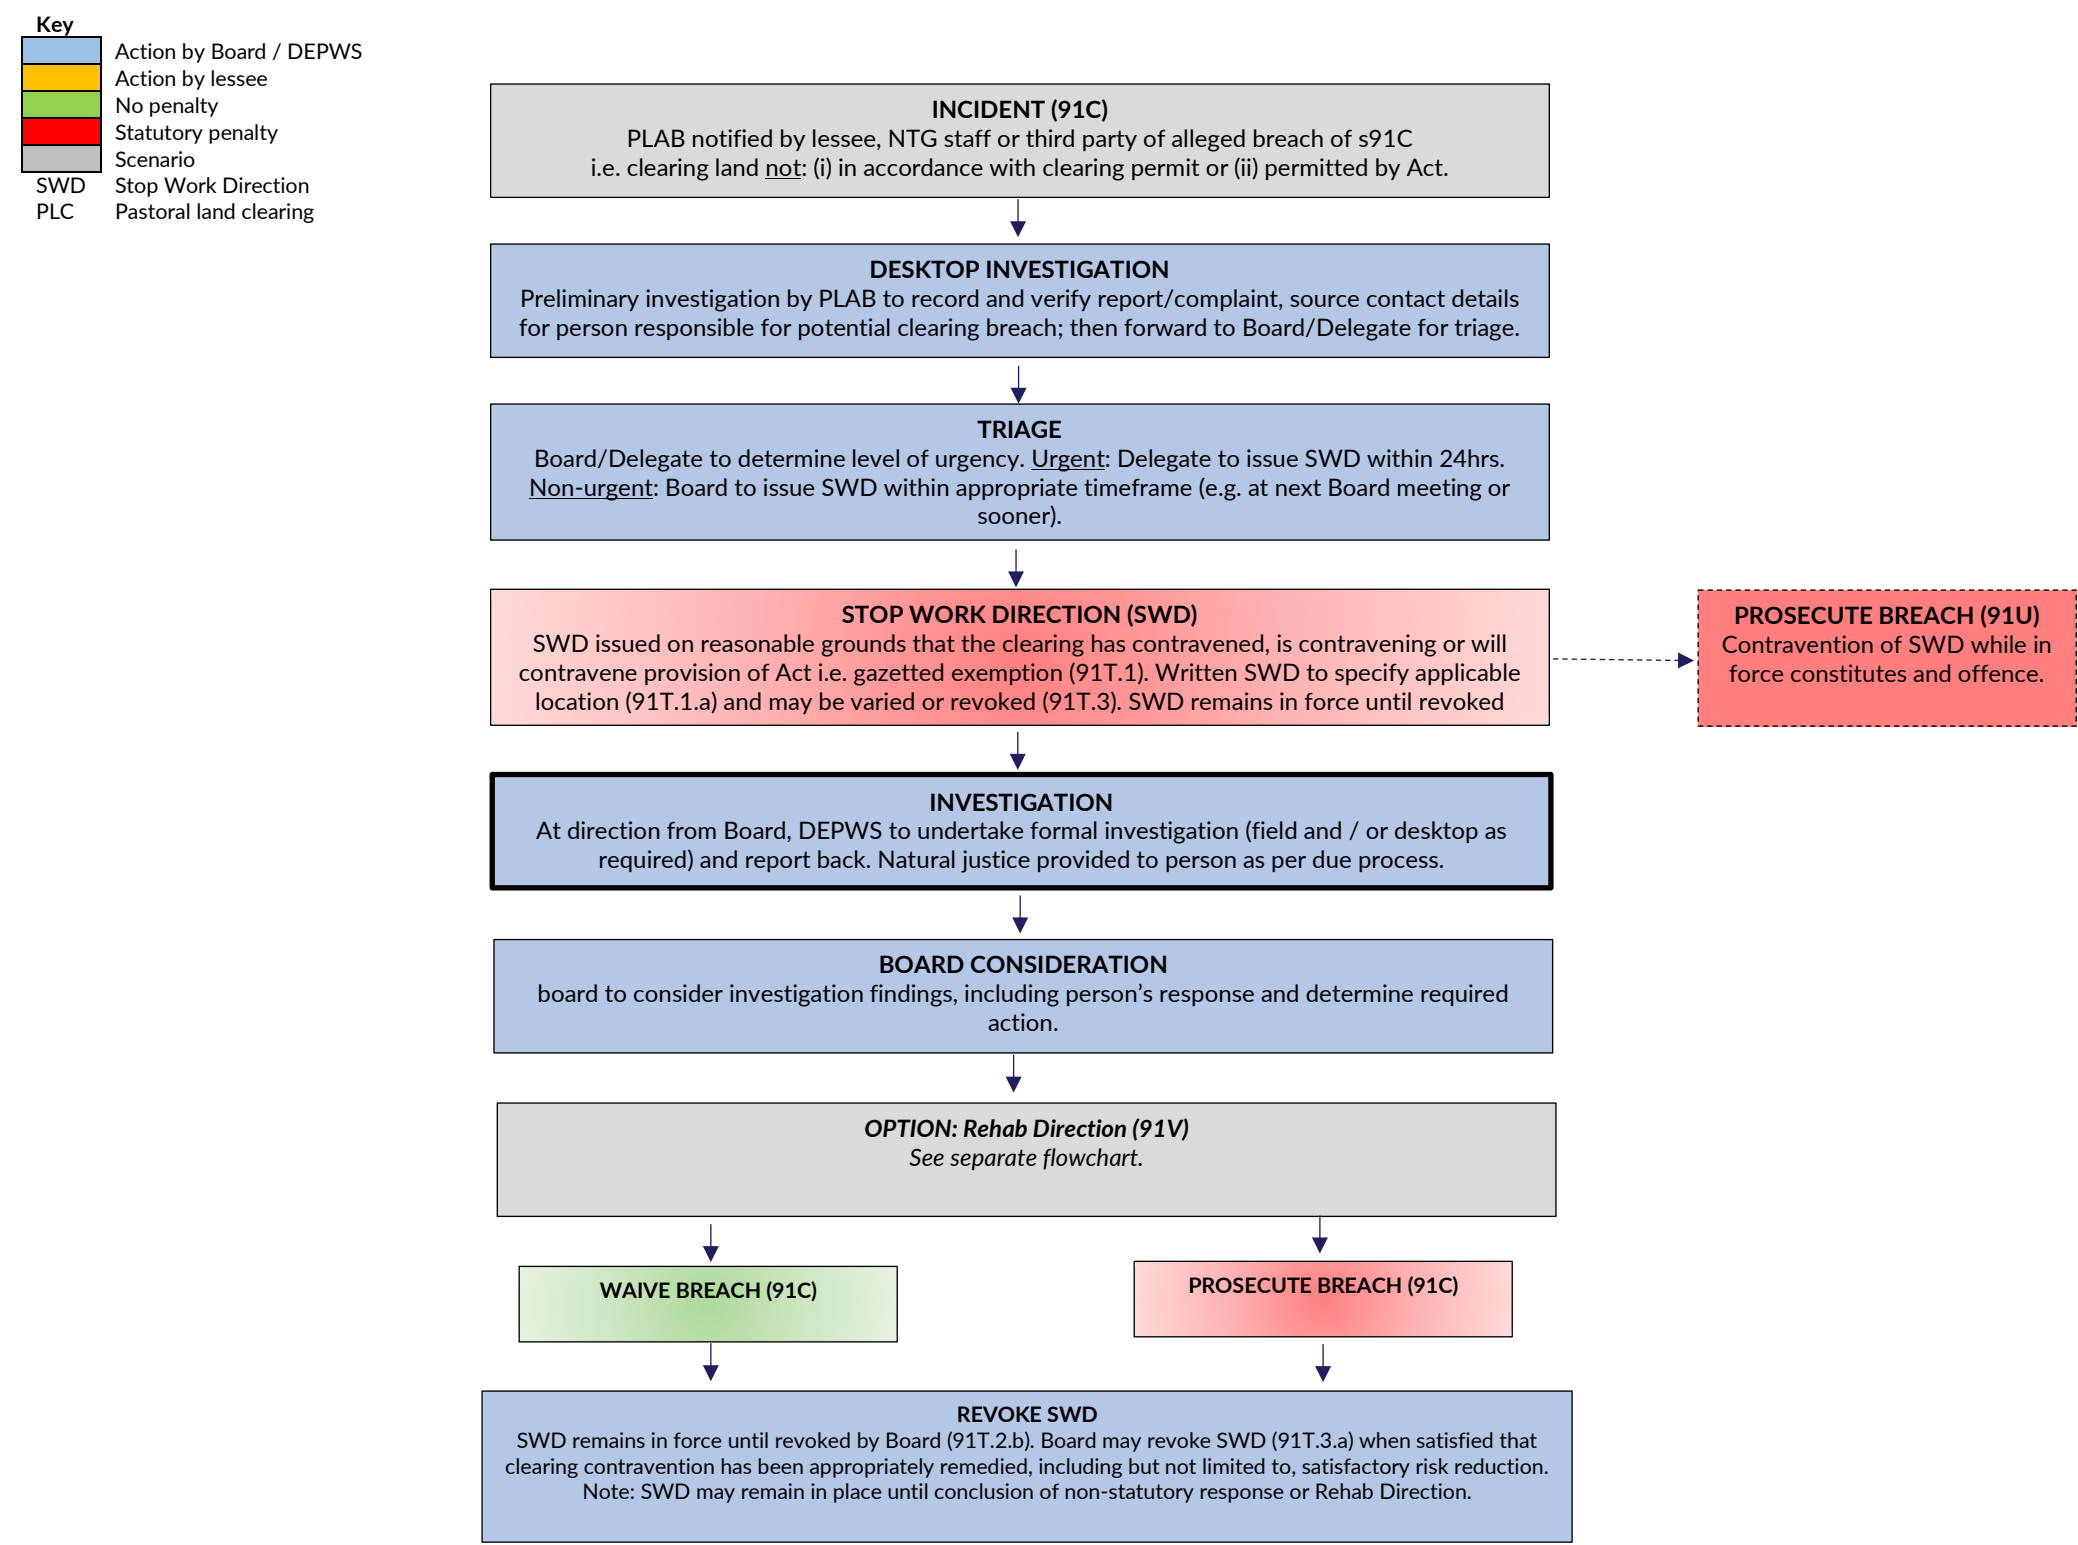 Key
Action by Board / DEPWS
Action by lessee
No penalty
Statutory penalty
Scenario
SWD Stop Work Direction
PLC Pastoral land clearing
INCIDENT (91C)
PLAB notified by lessee, NTG staff or third party of alleged breach of s91C
i.e. clearing land not: (i) in accordance with clearing permit or (ii) permitted by Act.
DESKTOP INVESTIGATION
Preliminary investigation by PLAB to record and verify report/complaint, source contact details
for person responsible for potential clearing breach; then forward to Board/Delegate for triage.
TRIAGE
Board/Delegate to determine level of urgency. Urgent: Delegate to issue SWD within 24hrs.
Non-urgent: Board to issue SWD within appropriate timeframe (e.g. at next Board meeting or
sooner).
STOP WORK DIRECTION (SWD)
SWD issued on reasonable grounds that the clearing has contravened, is contravening or will
contravene provision of Act i.e. gazetted exemption (91T.1). Written SWD to specify applicable
location (91T.1.a) and may be varied or revoked (91T.3). SWD remains in force until revoked
PROSECUTE BREACH (91U)
Contravention of SWD while in
force constitutes and offence.
INVESTIGATION
At direction from Board, DEPWS to undertake formal investigation (field and / or desktop as
required) and report back. Natural justice provided to person as per due process.
BOARD CONSIDERATION
board to consider investigation findings, including person’s response and determine required
action.
OPTION: Rehab Direction (91V)
See separate flowchart.
WAIVE BREACH (91C)
PROSECUTE BREACH (91C)
REVOKE SWD
SWD remains in force until revoked by Board (91T.2.b). Board may revoke SWD (91T.3.a) when satisfied that
clearing contravention has been appropriately remedied, including but not limited to, satisfactory risk reduction.
Note: SWD may remain in place until conclusion of non-statutory response or Rehab Direction.